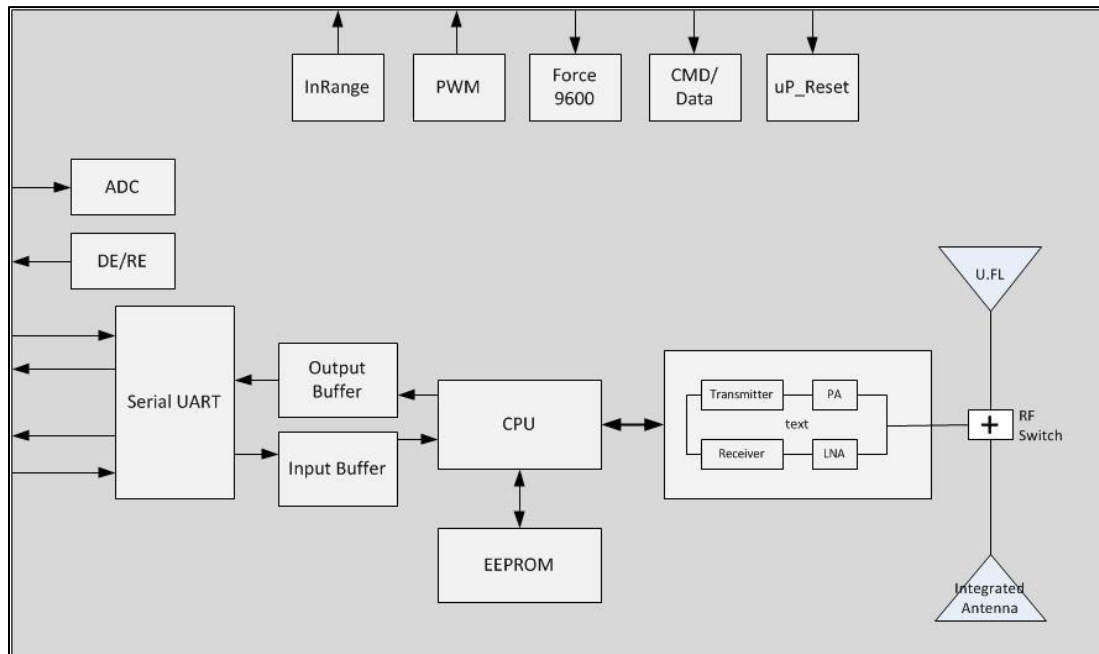 InRange
PWM
Force
9600
CMD/
Data
uP_Reset
ADC
DE/RE
U.FL
Output
Buffer
Serial UART
CPU
Input Buffer
Transmitter
PA
text
Receiver
LNA
RF
Switch
EEPROM
Integrated
Antenna